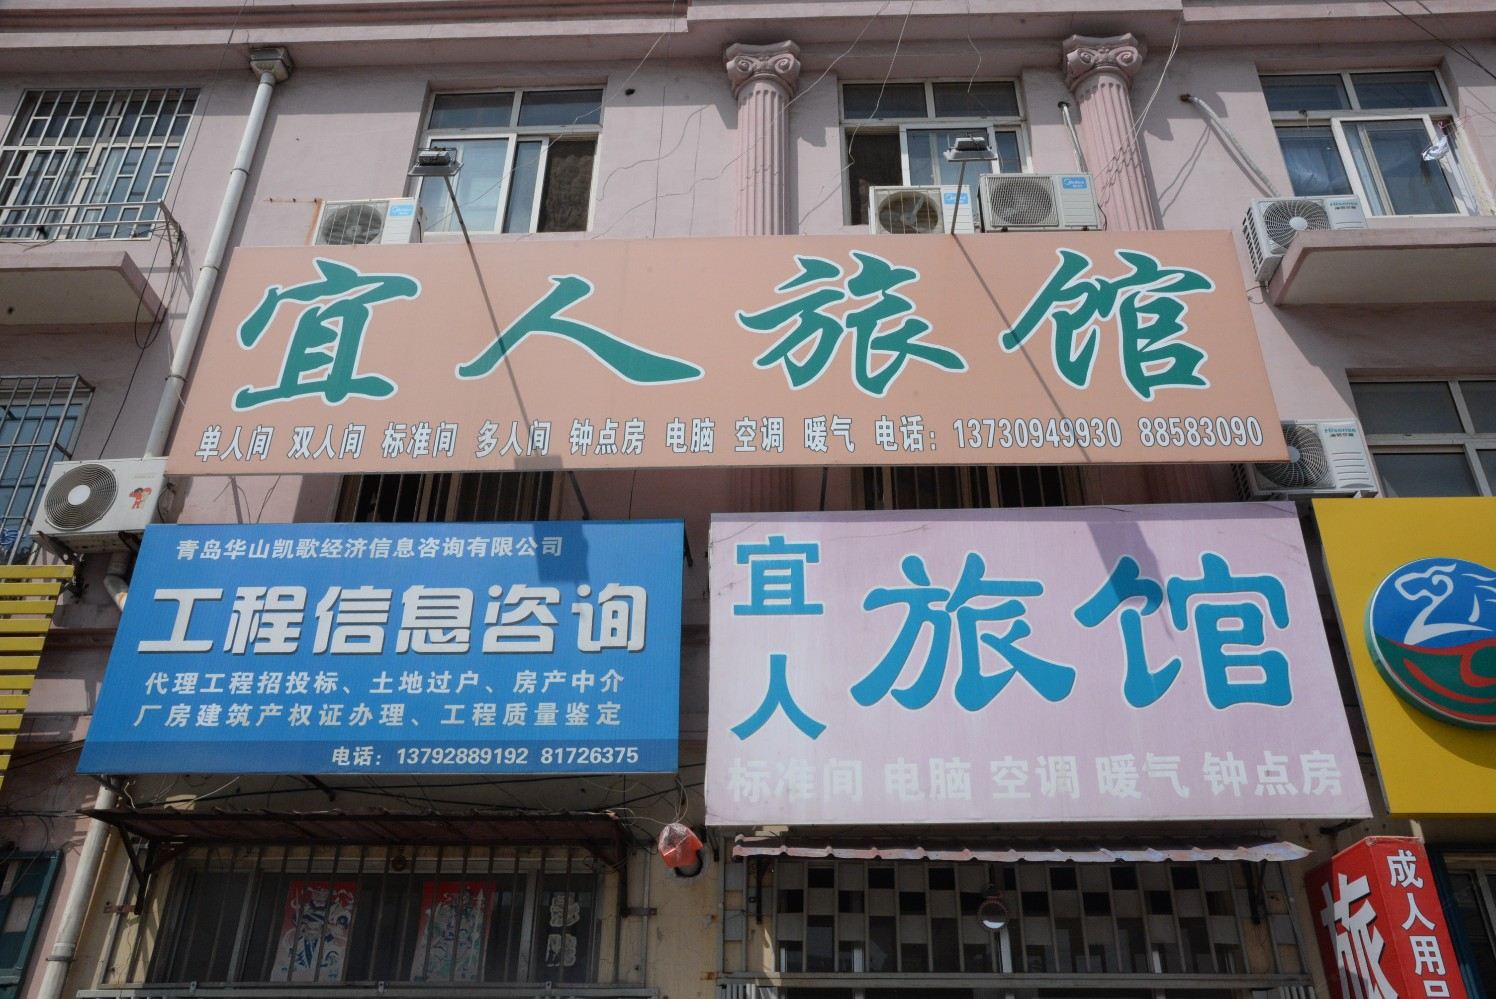 宜人旅馆
单人间 双人间 标准间 多人间 钟点房 电脑 空调 暖气 电话：13730949930 88583090
青岛华山凯歌经济信息咨询有限公司
工程信息咨询
代理工程招投标、土地过户、房产中介
厂房建筑产权证办理、工程质量鉴定
电话：13792889192 81726375
宜人
旅馆
标准间 电脑 空调 暖气 钟点房
成人用品
旅